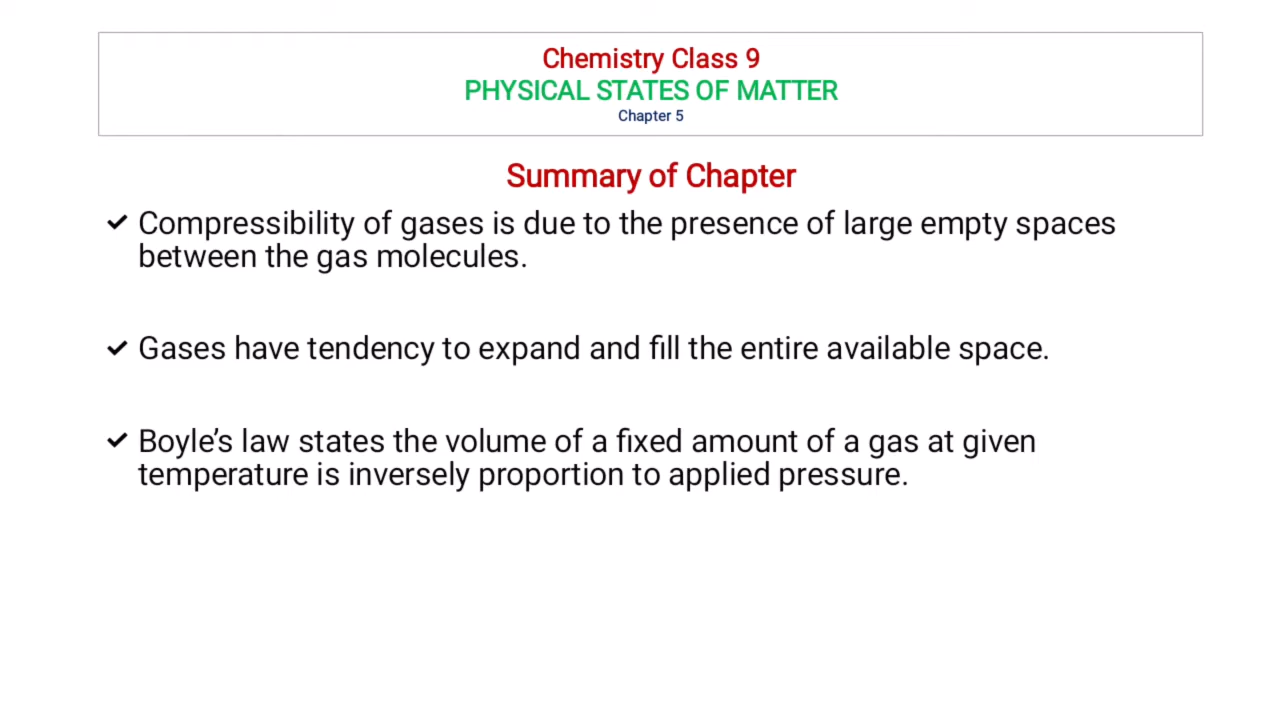 Chemistry Class 9
PHYSICAL STATES OF MATTER
Chapter 5
Summary of Chapter
✓ Compressibility of gases is due to the presence of large empty spaces
between the gas molecules.
✓ Gases have tendency to expand and fill the entire available space.
✓ Boyle’s law states the volume of a fixed amount of a gas at given
temperature is inversely proportion to applied pressure.